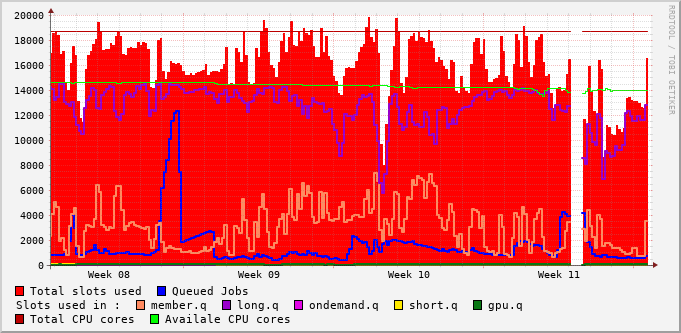 20000
18000
16000
14000
12000
10000
8000
6000
4000
2000
0
Week 08 Week 09 Week 10 Week 11
RRDTOOL / TOBI OETIKER
Total slots used Queued Jobs
Slots used in : member.q long.q ondemand.q short.q gpu.q
Total CPU cores Availale CPU cores